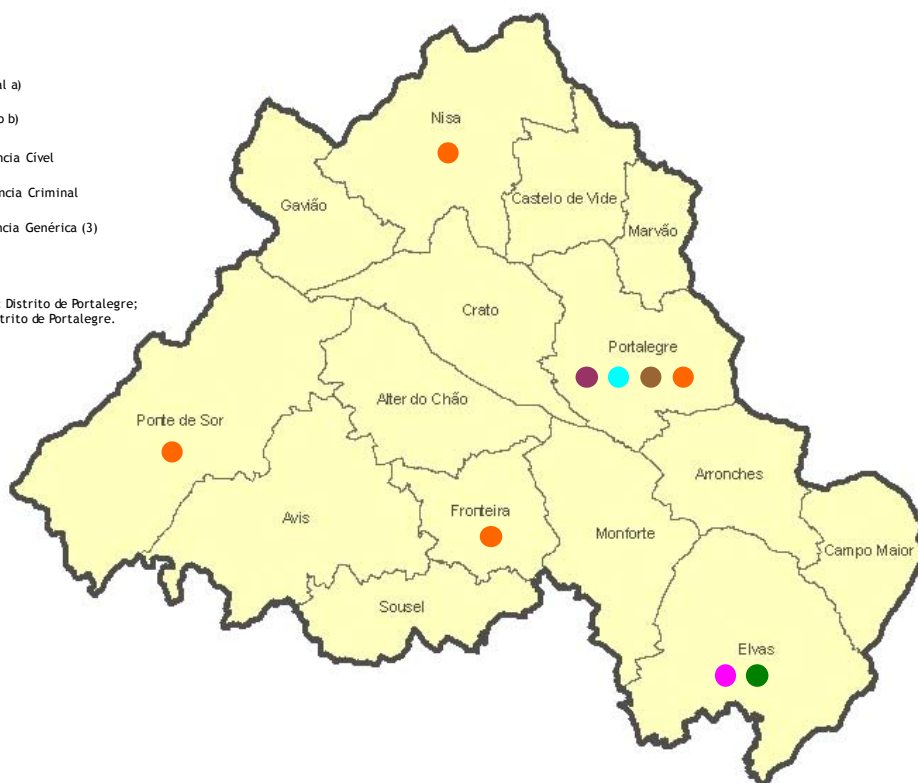 al a)
o b)
ncia Cível
ncia Criminal
ncia Genérica (3)
: Distrito de Portalegre;
trito de Portalegre.
Nisa
Castelo de Vide
Gavião
Marvão
Crato
Portalegre
Alter do Chão
Ponte de Sor
Arronches
Fronteira
Avis
Monforte
Campo Maior
Sousel
Elvas